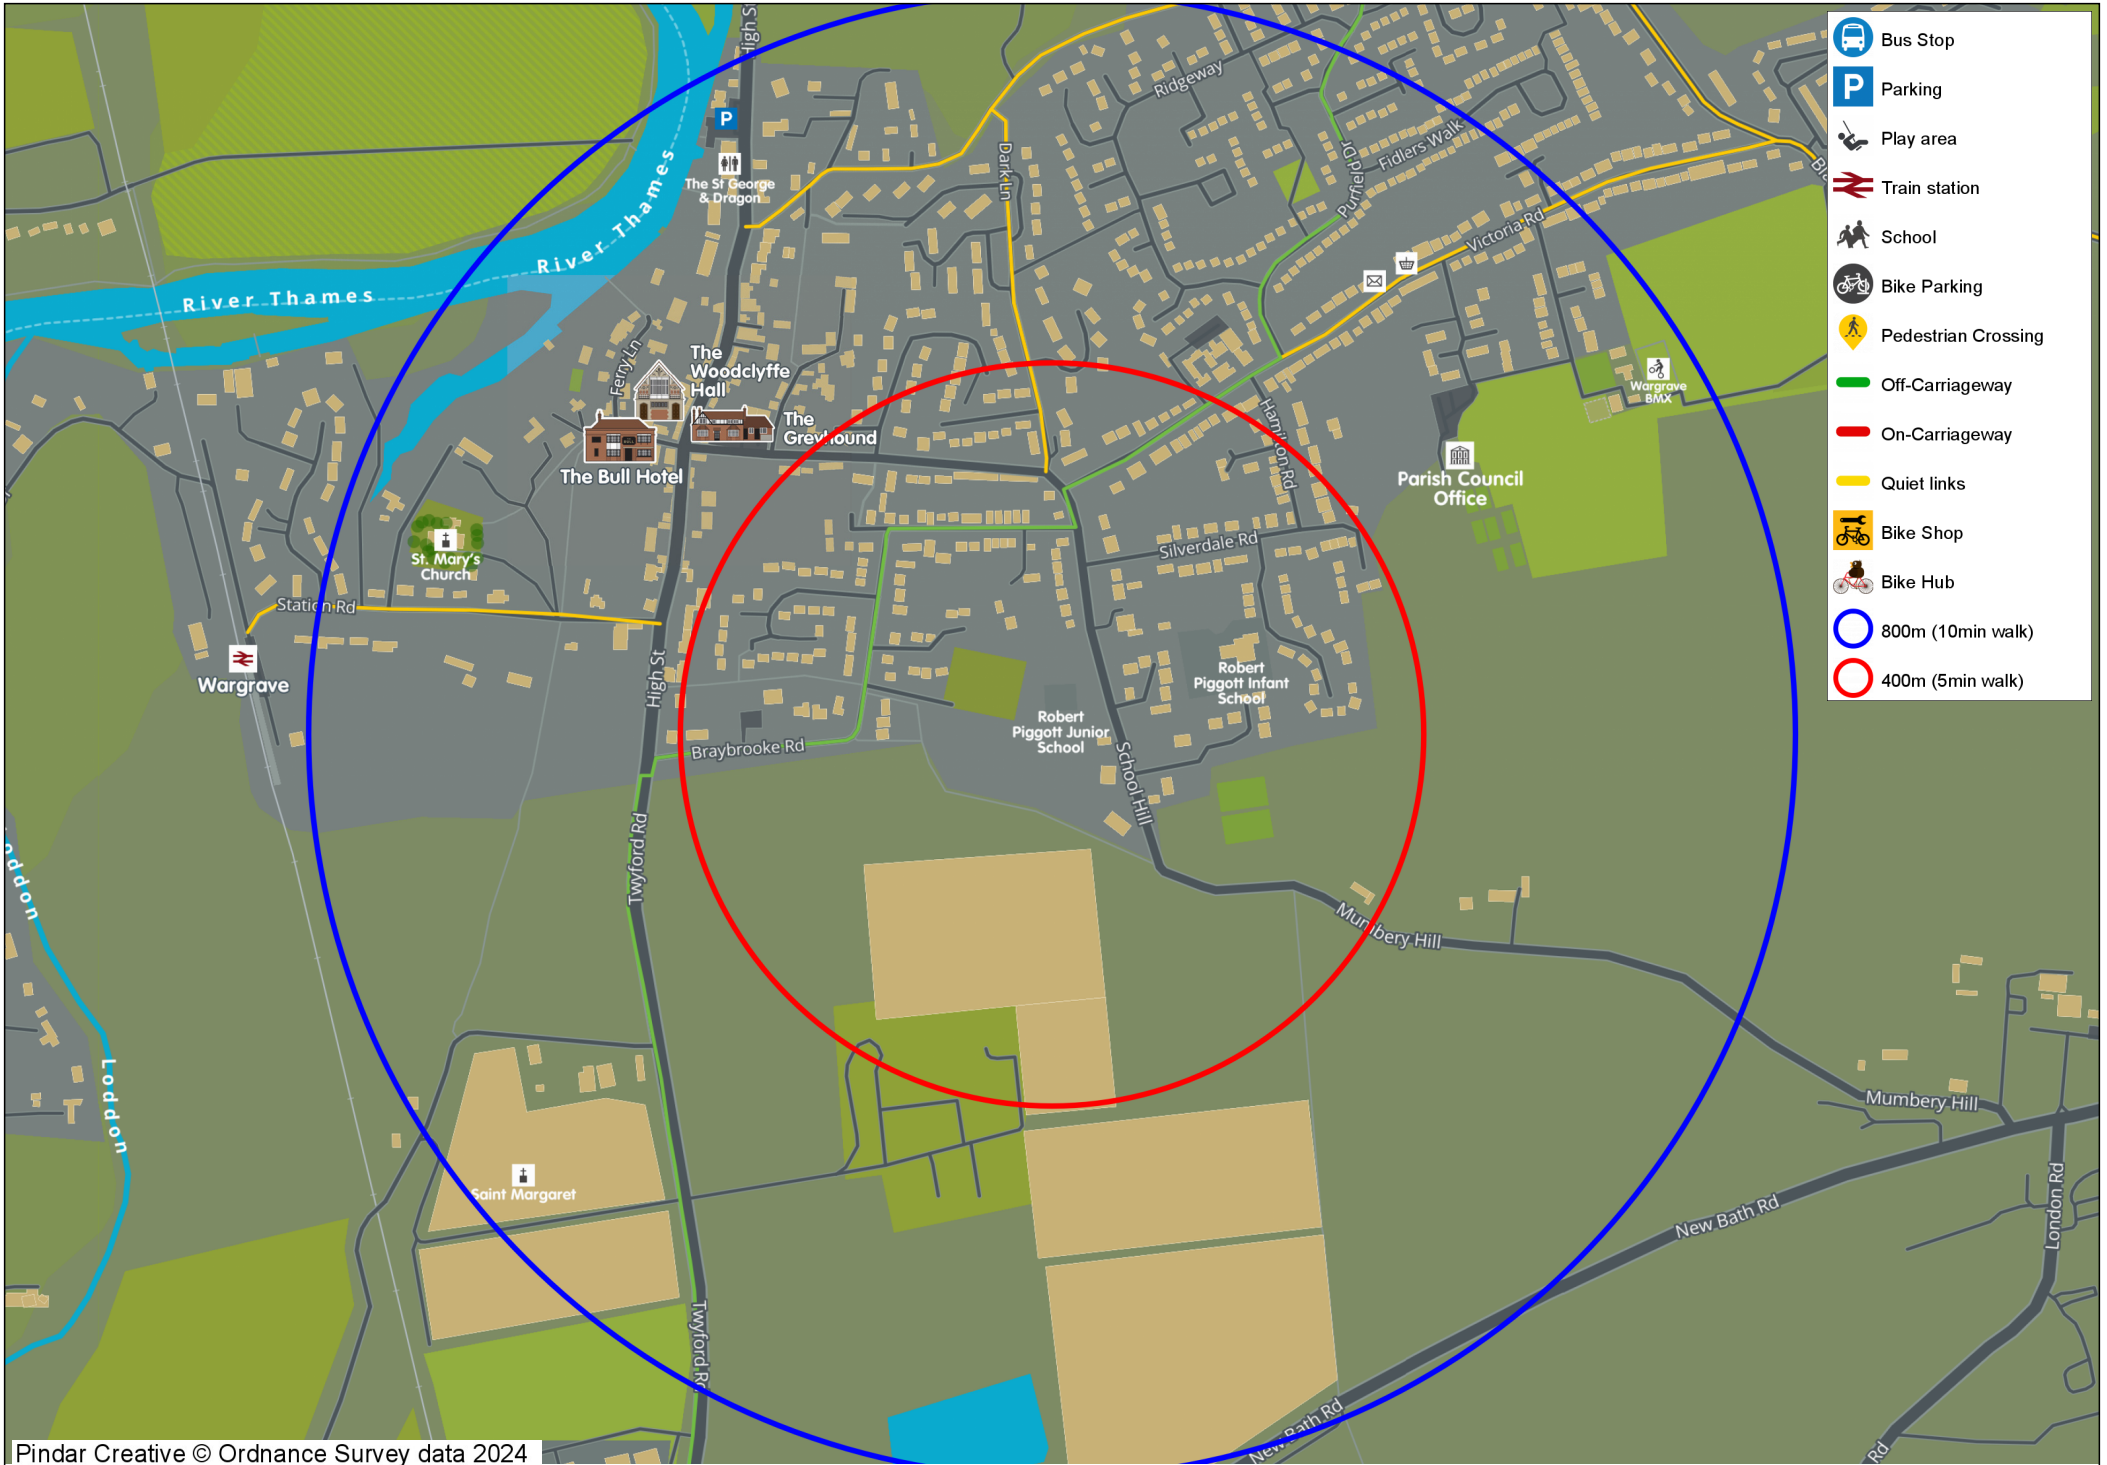 High St
Bus Stop
P
Parking
Play area
Train station
School
Bike Parking
Pedestrian Crossing
Off-Carriageway
On-Carriageway
Quiet links
Bike Shop
Bike Hub
800m (10min walk)
400m (5min walk)
P
The St George
& Dragon
Ridgeway
Dark Ln
Purfield Dr
Fidlers Walk
Victoria Rd
River Thames
River Thames
Ferry Ln
The
Woodclyffe
Hall
The
Greyhound
The Bull Hotel
Wargrave
BMX
Hamilton Rd
Parish Council
Office
St. Mary's
Church
Silverdale Rd
Station Rd
Wargrave
High St
Robert
Piggott Infant
School
Robert
Piggott Junior
School
Braybrooke Rd
School Hill
Twyford Rd
oddon
Loddon
Mumbery Hill
Mumbery Hill
Saint Margaret
New Bath Rd
London Rd
Twyford Rd
New Bath Rd
Rd
Pindar Creative © Ordnance Survey data 2024